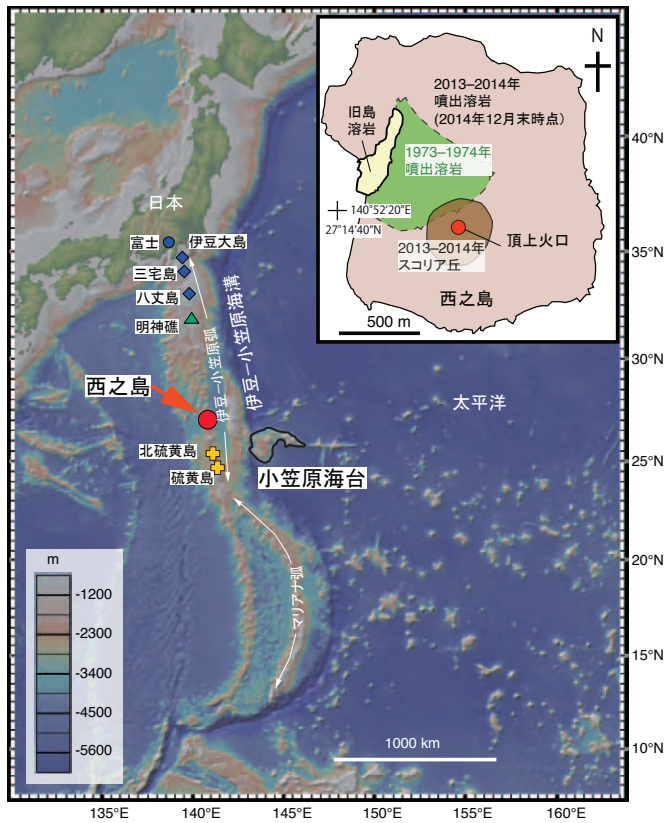 N
2013–2014年
噴出溶岩
(2014年12月末時点)
旧島
溶岩
1973–1974年
噴出溶岩
140°52'20"E
27°14'40"N
頂上火口
2013–2014年
スコリア丘
西之島
500 m
日本
富士
伊豆大島
三宅島
八丈島
明神礁
伊豆–小笠原弧
伊豆–小笠原海溝
西之島
太平洋
北硫黄島
硫黄島
小笠原海台
マリアナ弧
m
-1200
-2300
-3400
-4500
-5600
1000 km
40°N
35°N
30°N
25°N
20°N
15°N
10°N
135°E
140°E
145°E
150°E
155°E
160°E